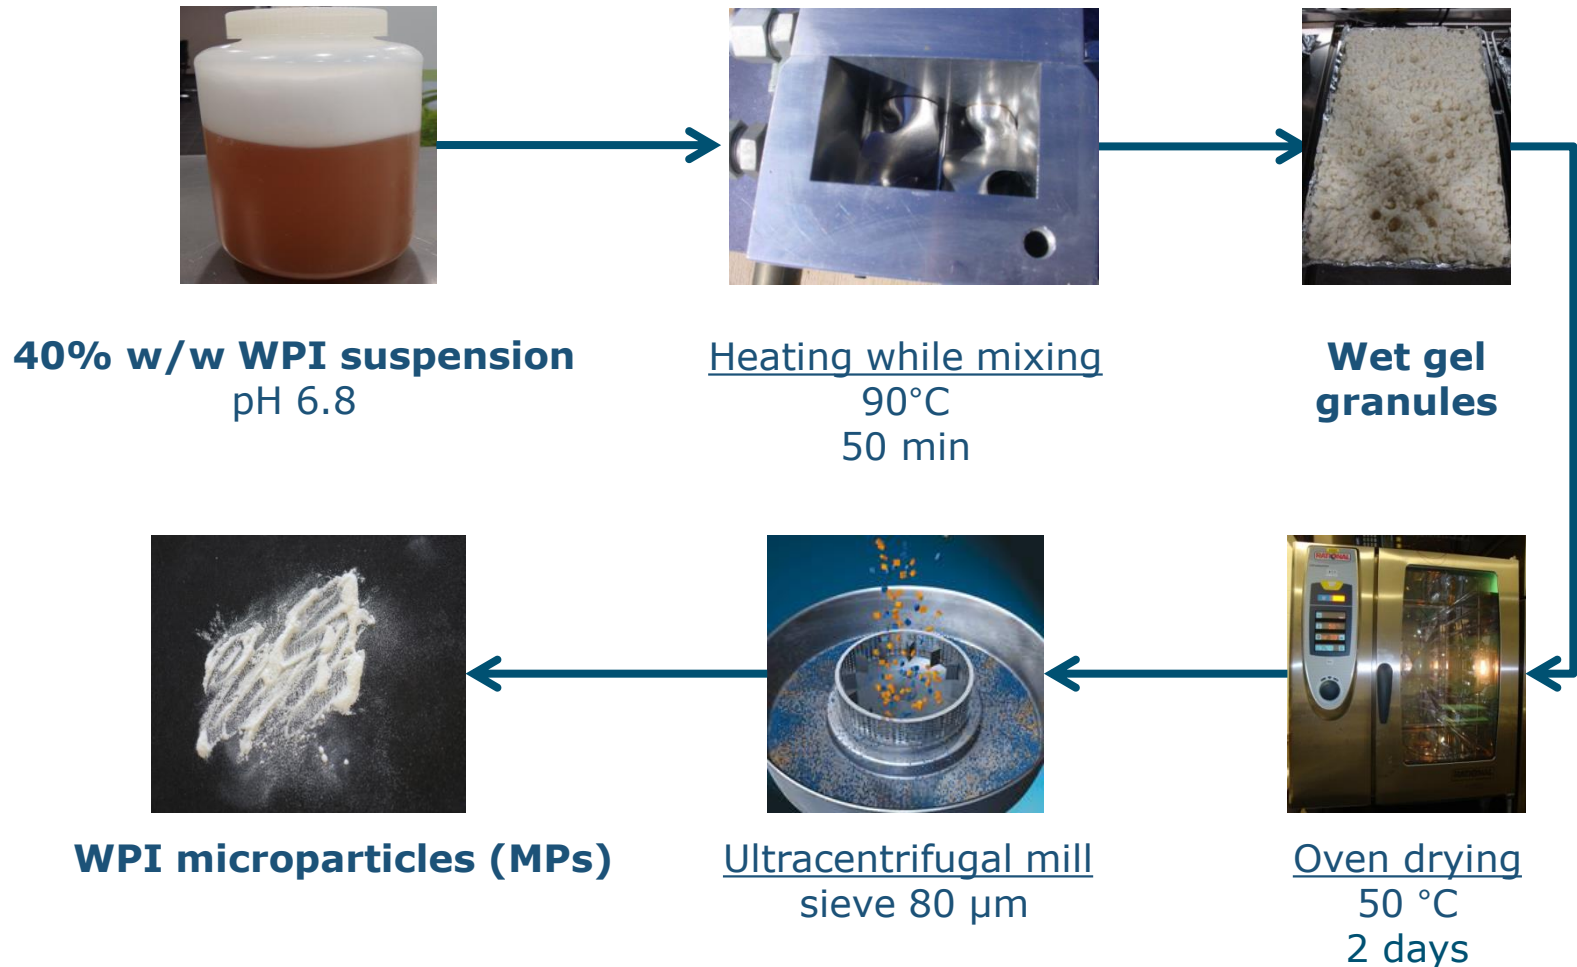 40% w/w WPI suspension
pH 6.8
Heating while mixing
90°C
50 min
Wet gel
granules
WPI microparticles (MPs)
Ultracentrifugal mill
sieve 80 µm
RATIONAL
Oven drying
50 °C
2 days